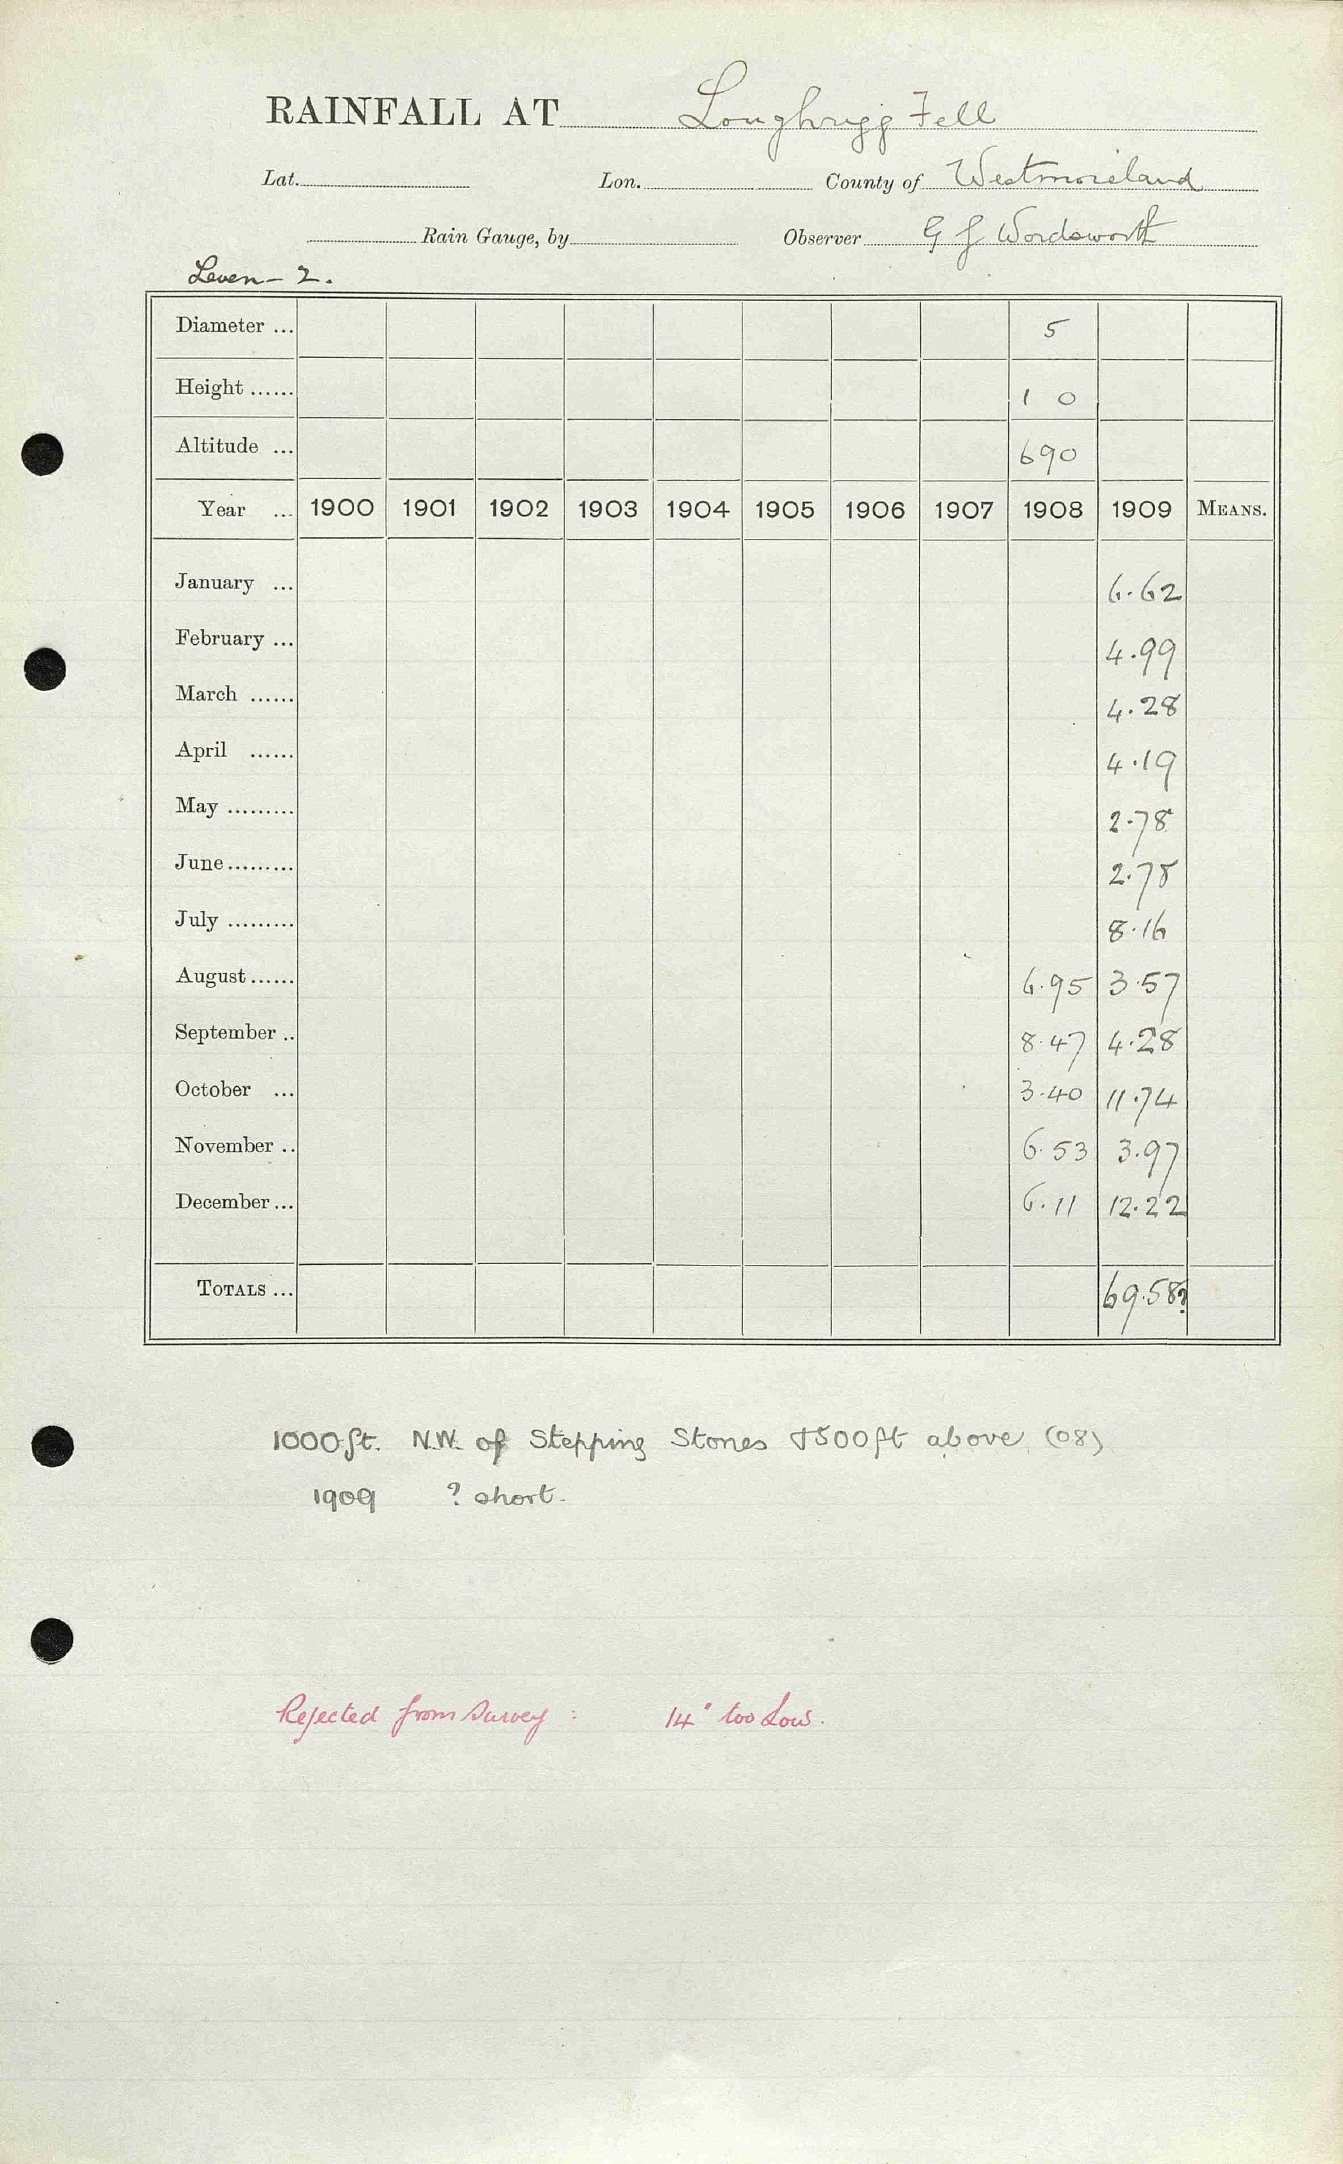 RAINFALL AT Loughrigg Fell
Lat. Lon. County of Westmoreland
Rain Gauge, by Observer G J Wordsworth
Leven - 2.
Diameter ... 5
Height ...... 1 0
Altitude ... 690
Year ... 1900 1901 1902 1903 1904 1905 1906 1907 1908 1909 MEANS.
January ... 6.62
February ... 4.99
March ...... 4.28
April ...... 4.19
May ......... 2.78
June ......... 2.78
July ......... 8.16
August ...... 6.95 3.57
September .. 8.47 4.28
October ... 3.40 11.74
November .. 6.53 3.97
December ... 6.11 12.22
TOTALS ... 69.58?
1000 ft. N.W. of Stepping Stones & 500 ft above (08)
1909 ? short.
Rejected from Survey : 14" too low.